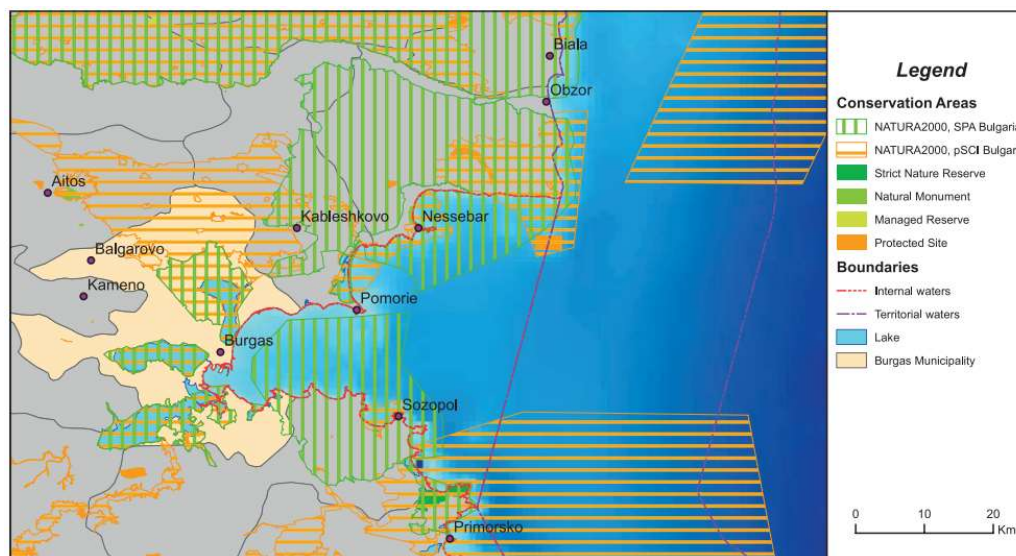 Biala
Obzor
Aitos
Kableshkovo
Nessebar
Balgarovo
Kameno
Pomorie
Burgas
Sozopol
Primorsko
Legend
Conservation Areas
NATURA2000, SPA Bulgaria
NATURA2000, pSCI Bulgar
Strict Nature Reserve
Natural Monument
Managed Reserve
Protected Site
Boundaries
Internal waters
Territorial waters
Lake
Burgas Municipality
0 10 20
Km